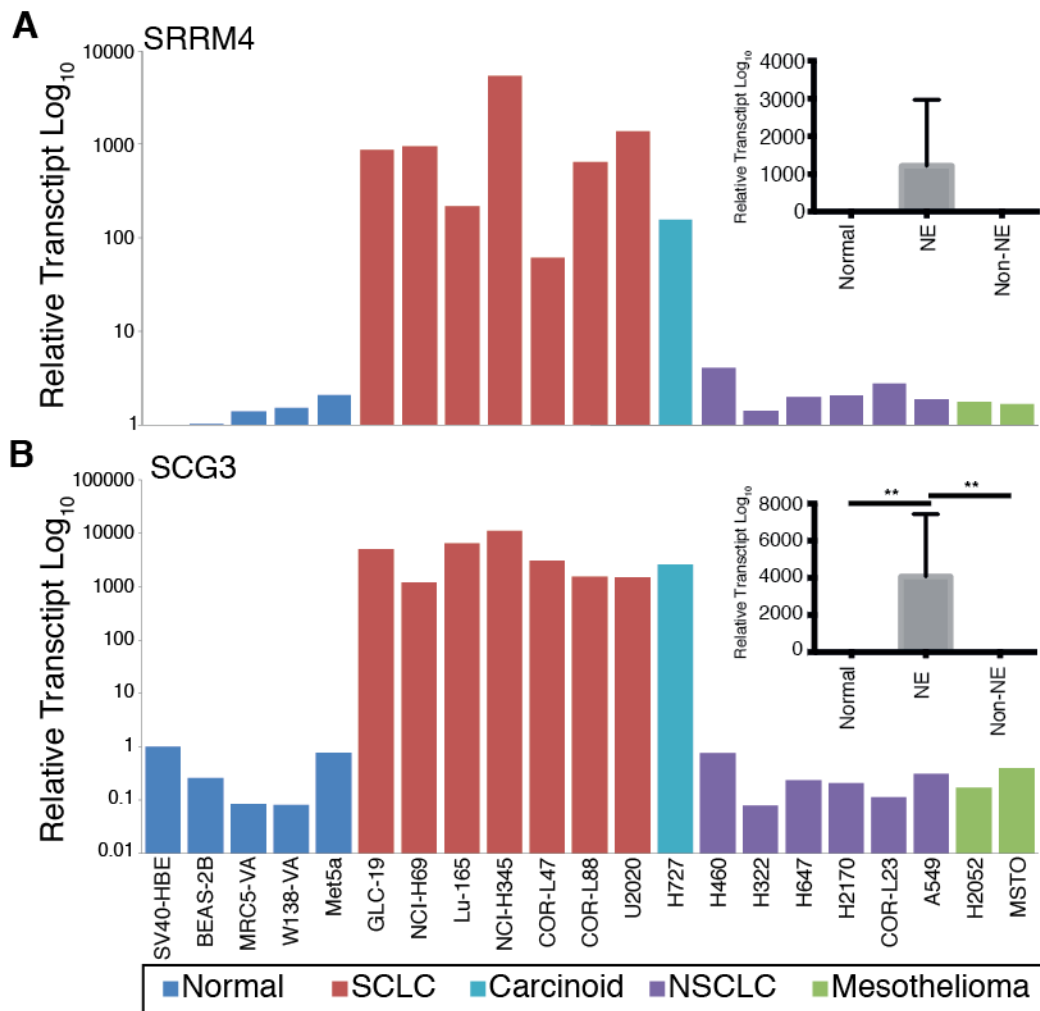 A
SRRM4
Relative Transctipt Log10
10000
1000
100
10
1
Relative Transctipt Log10
4000
3000
2000
1000
0
Normal
NE
Non-NE
B
SCG3
Relative Transctipt Log10
100000
10000
1000
100
10
1
0.1
0.01
Relative Transctipt Log10
** **
8000
6000
4000
2000
0
Normal
NE
Non-NE
SV40-HBE
BEAS-2B
MRC5-VA
W138-VA
Met5a
GLC-19
NCI-H69
Lu-165
NCI-H345
COR-L47
COR-L88
U2020
H727
H460
H322
H647
H2170
COR-L23
A549
H2052
MSTO
Normal SCLC Carcinoid NSCLC Mesothelioma